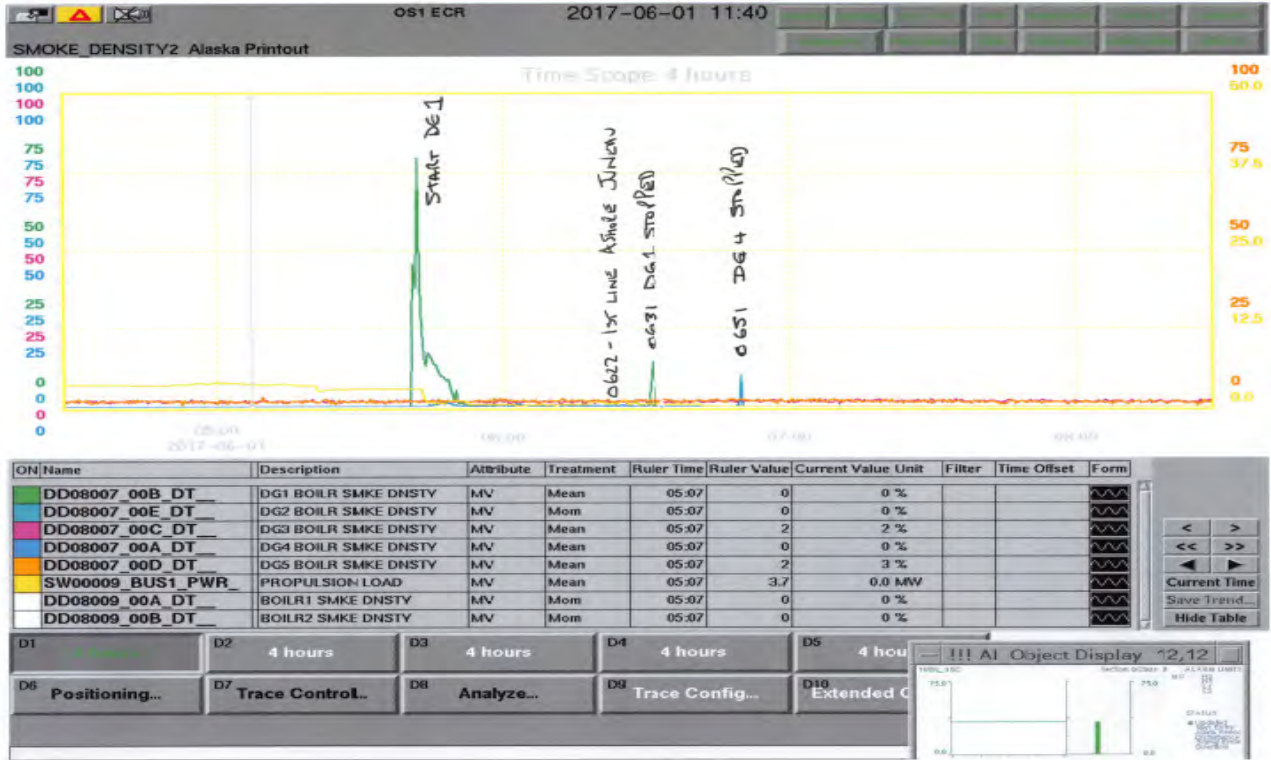 OS1 ECR
2017-06-01 11:40
SMOKE_DENSITY2 Alaska Printout
Time Scope 4 hours
100
100
100
100
75
75
75
75
50
50
50
50
25
25
25
25
0
0
0
0
100
50.0
75
37.5
50
25.0
25
12.5
0
0.0
START DG1
0622 - 1ST LINE ASHORE JUNEAU
0631 DG1 STOPPED
0651 DG4 STOPPED
05:00
2017-06-01
06:00
07:00
08:00
ON Name Description Attribute Treatment Ruler Time Ruler Value Current Value Unit Filter Time Offset Form
DD08007_00B_DT__ DG1 BOILR SMKE DNSTY MV Mean 05:07 0 0 %
DD08007_00E_DT__ DG2 BOILR SMKE DNSTY MV Mom 05:07 0 0 %
DD08007_00C_DT__ DG3 BOILR SMKE DNSTY MV Mean 05:07 2 2 %
DD08007_00A_DT__ DG4 BOILR SMKE DNSTY MV Mean 05:07 0 0 %
DD08007_00D_DT__ DG5 BOILR SMKE DNSTY MV Mean 05:07 2 3 %
SW00009_BUS1_PWR_ PROPULSION LOAD MV Mean 05:07 3.7 0.0 MW
DD08009_00A_DT__ BOILR1 SMKE DNSTY MV Mom 05:07 0 0 %
DD08009_00B_DT__ BOILR2 SMKE DNSTY MV Mom 05:07 0 0 %
< >
<< >>
Current Time
Save Trend...
Hide Table
D1 4 hours
D2 4 hours
D3 4 hours
D4 4 hours
D5 4 hou
D6 Positioning...
D7 Trace Control...
D8 Analyze...
D9 Trace Config...
D10 Extended C
!!! AI Object Display 12,12
75.0
75.0
0.0
0.0
STATUS